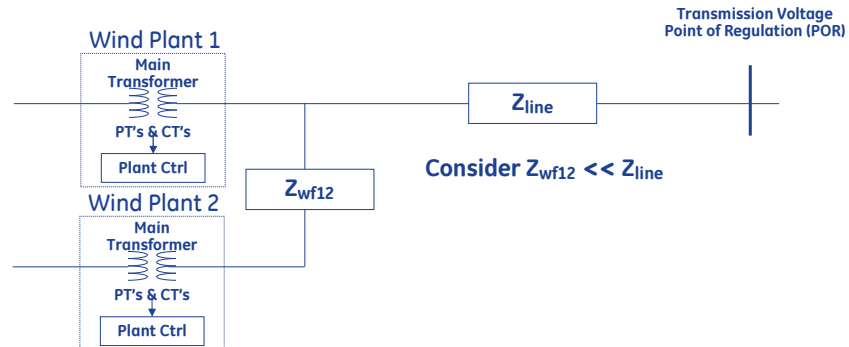 Transmission Voltage
Point of Regulation (POR)
Wind Plant 1
Main
Transformer
PT's & CT's
Plant Ctrl
Zline
Zwf12
Consider Zwf12 << Zline
Wind Plant 2
Main
Transformer
PT's & CT's
Plant Ctrl